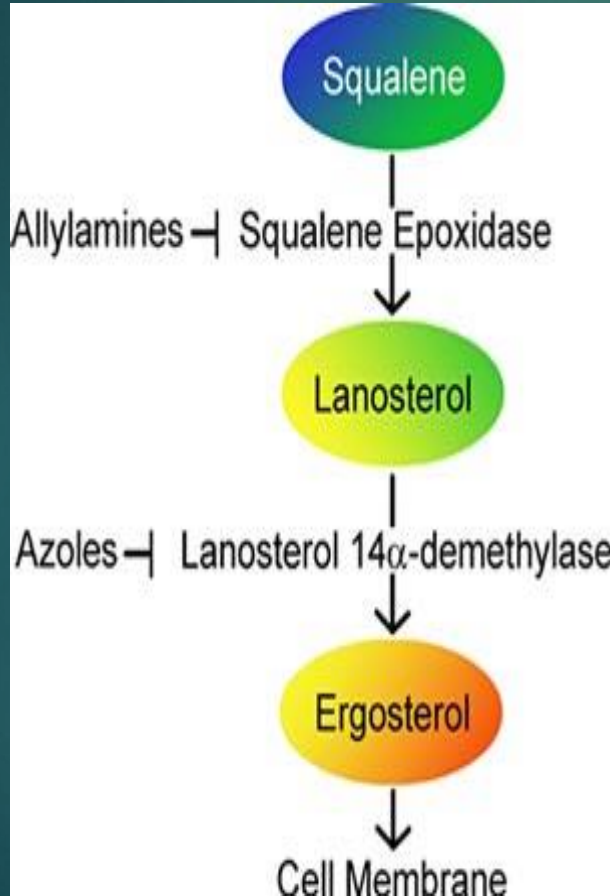 Squalene
Allylamines ⊣ Squalene Epoxidase
Lanosterol
Azoles ⊣ Lanosterol 14α-demethylase
Ergosterol
Cell Membrane